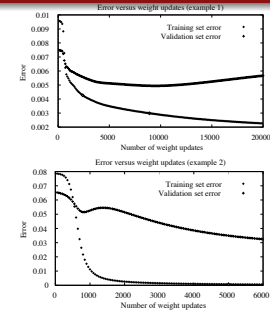 Error versus weight updates (example 1)
0.01
0.009
0.008
0.007
0.006
0.005
0.004
0.003
0.002
Error
Training set error
Validation set error
0 5000 10000 15000 20000
Number of weight updates
Error versus weight updates (example 2)
0.08
0.07
0.06
0.05
0.04
0.03
0.02
0.01
0
Error
Training set error
Validation set error
0 1000 2000 3000 4000 5000 6000
Number of weight updates